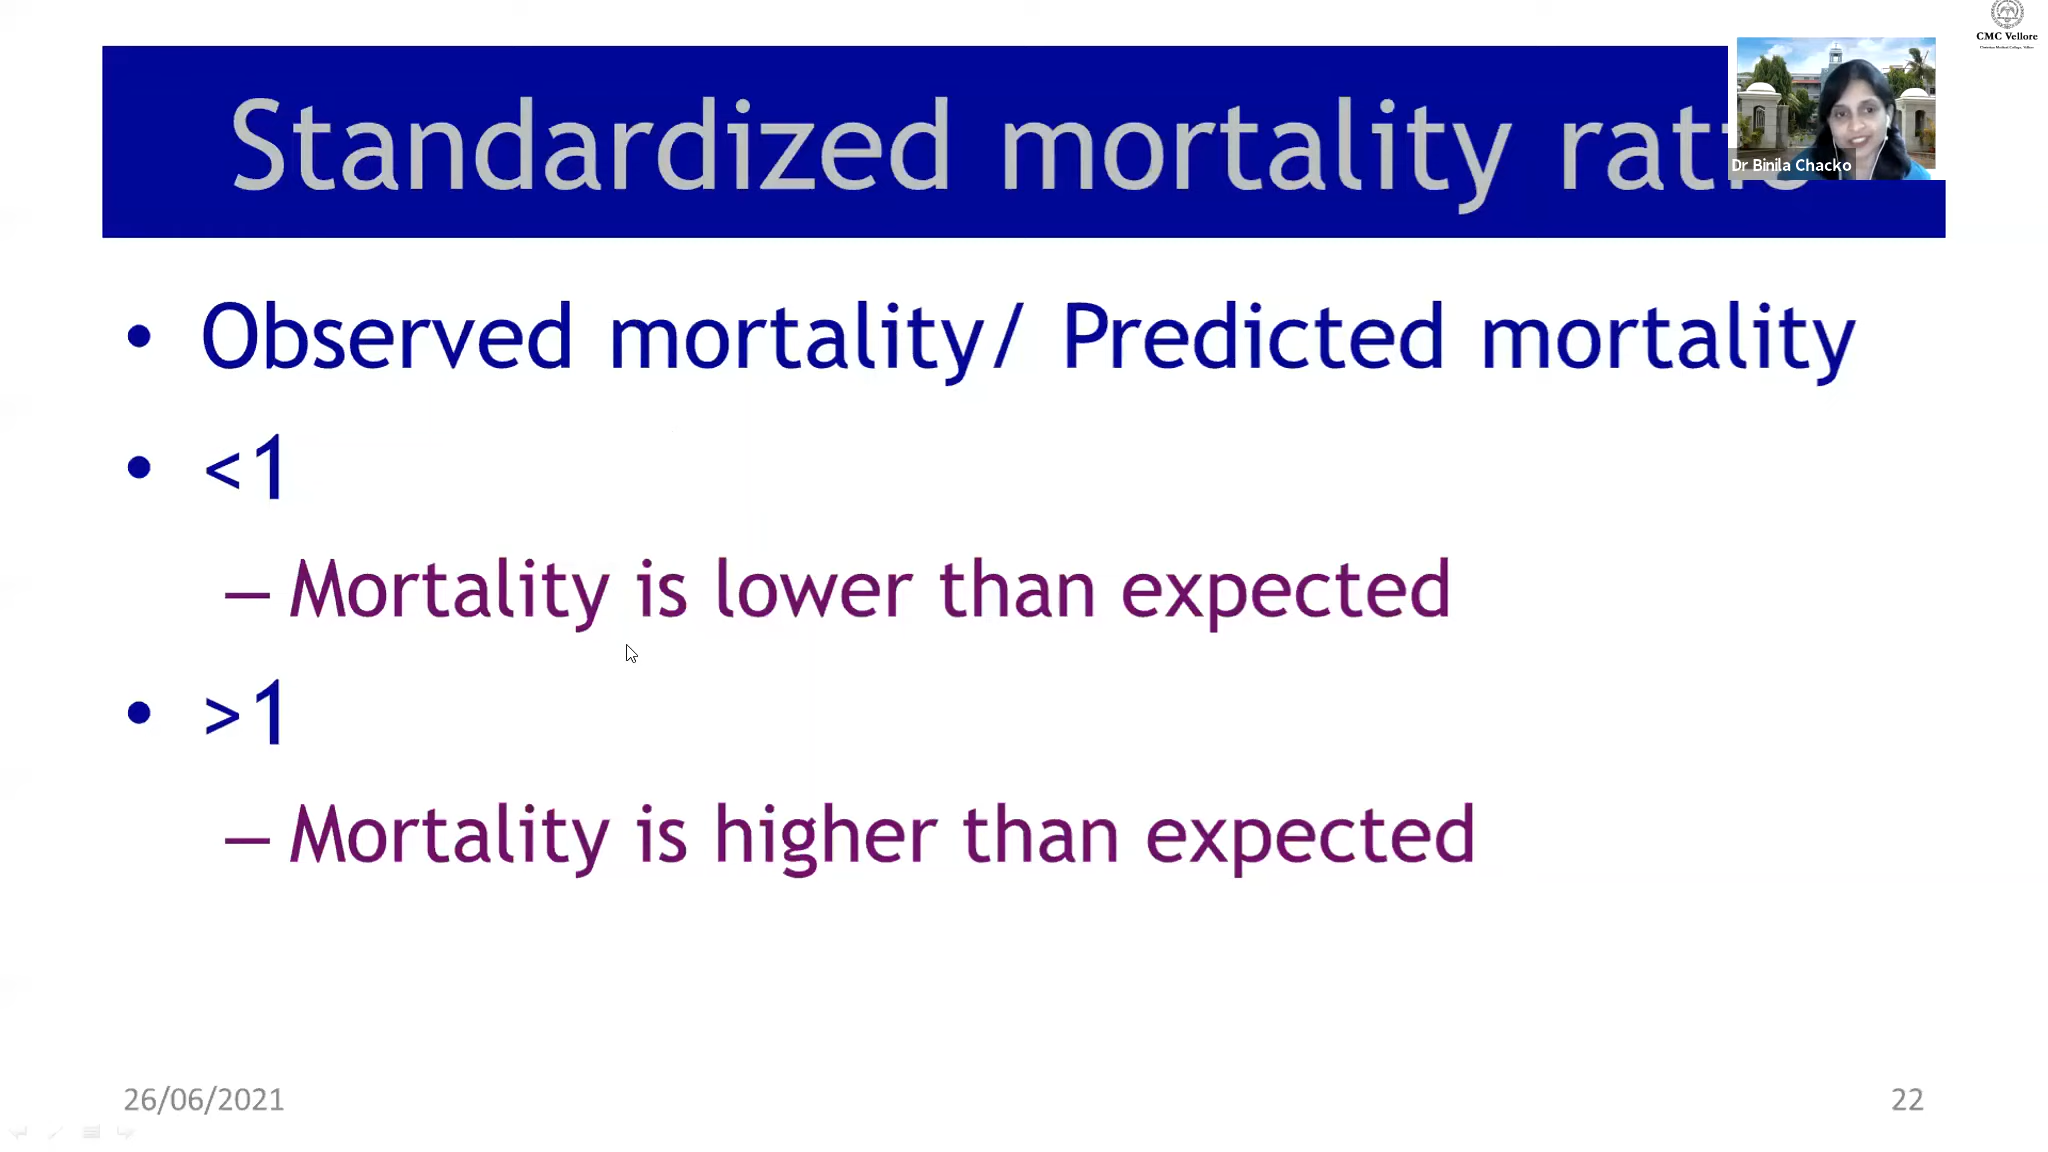 CMC Vellore
Standardized mortality ratio
Dr Binila Chacko
• Observed mortality/ Predicted mortality
• <1
– Mortality is lower than expected
• >1
– Mortality is higher than expected
26/06/2021
22